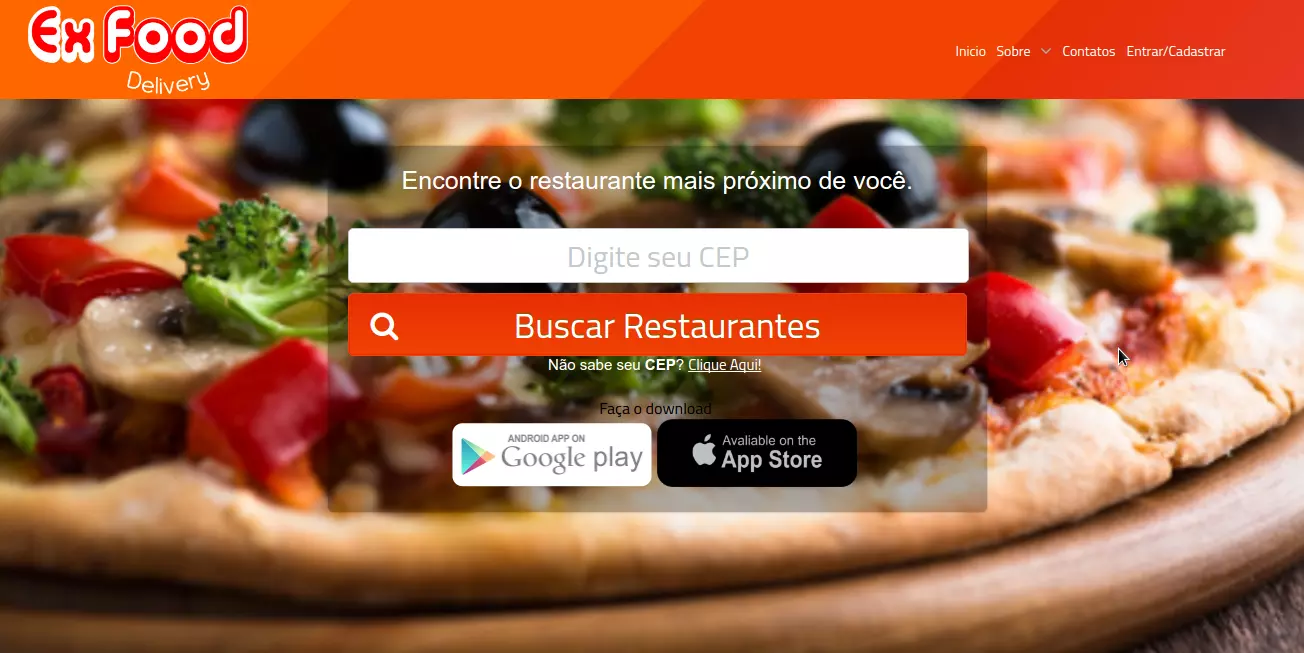 Ex Food
Delivery
Inicio Sobre Contatos Entrar/Cadastrar
Encontre o restaurante mais próximo de você.
Digite seu CEP
Buscar Restaurantes
Não sabe seu CEP? Clique Aqui!
Faça o download
ANDROID APP ON
Google play
Avaliable on the
App Store